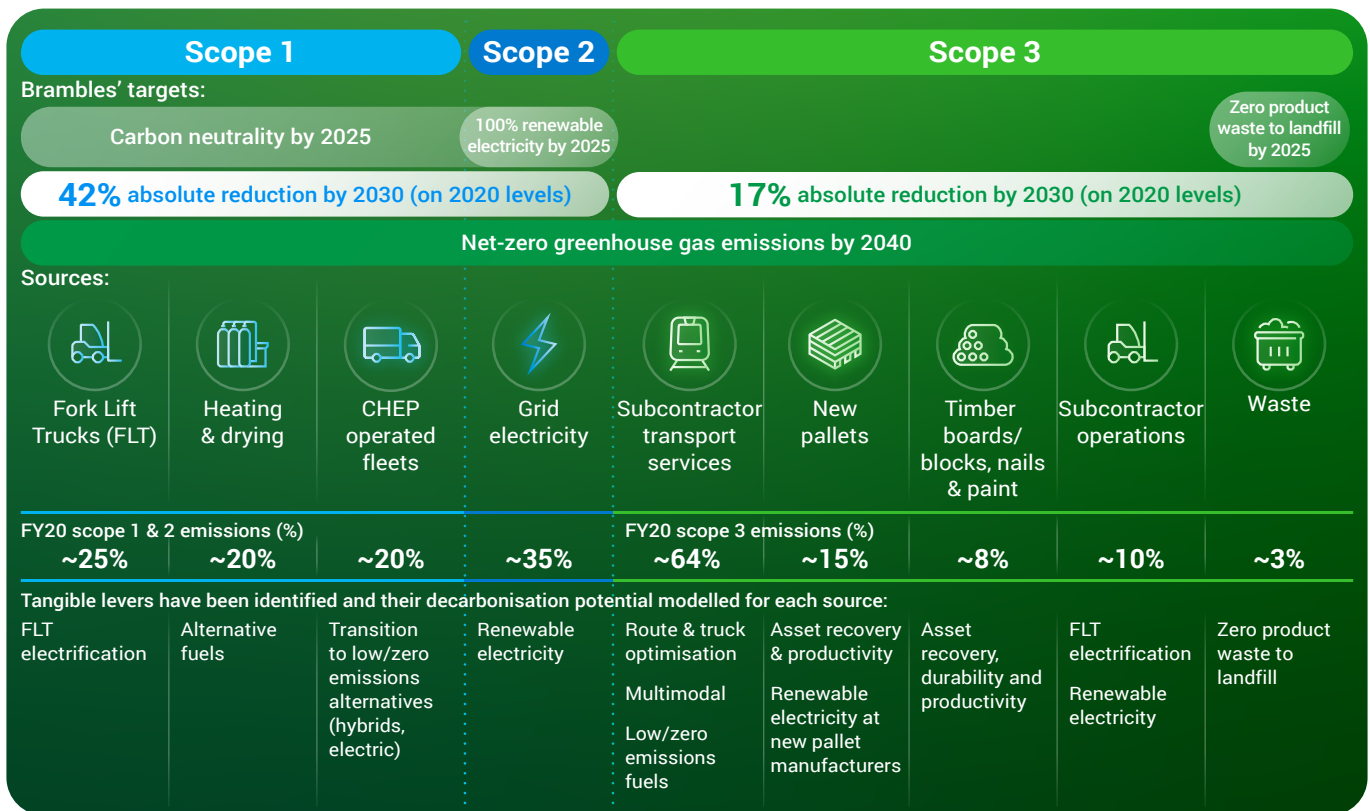 Scope 1
Scope 2
Scope 3
Brambles’ targets:
Carbon neutrality by 2025
100% renewable
electricity by 2025
Zero product
waste to landfill
by 2025
42% absolute reduction by 2030 (on 2020 levels)
17% absolute reduction by 2030 (on 2020 levels)
Net-zero greenhouse gas emissions by 2040
Sources:
Fork Lift
Trucks (FLT)
Heating
& drying
CHEP
operated
fleets
Grid
electricity
Subcontractor
transport
services
New
pallets
Timber
boards/
blocks, nails
& paint
Subcontractor
operations
Waste
FY20 scope 1 & 2 emissions (%)
FY20 scope 3 emissions (%)
~25%
~20%
~20%
~35%
~64%
~15%
~8%
~10%
~3%
Tangible levers have been identified and their decarbonisation potential modelled for each source:
FLT
electrification
Alternative
fuels
Transition
to low/zero
emissions
alternatives
(hybrids,
electric)
Renewable
electricity
Route & truck
optimisation
Multimodal
Low/zero
emissions
fuels
Asset recovery
& productivity
Renewable
electricity at
new pallet
manufacturers
Asset
recovery,
durability and
productivity
FLT
electrification
Renewable
electricity
Zero product
waste to
landfill